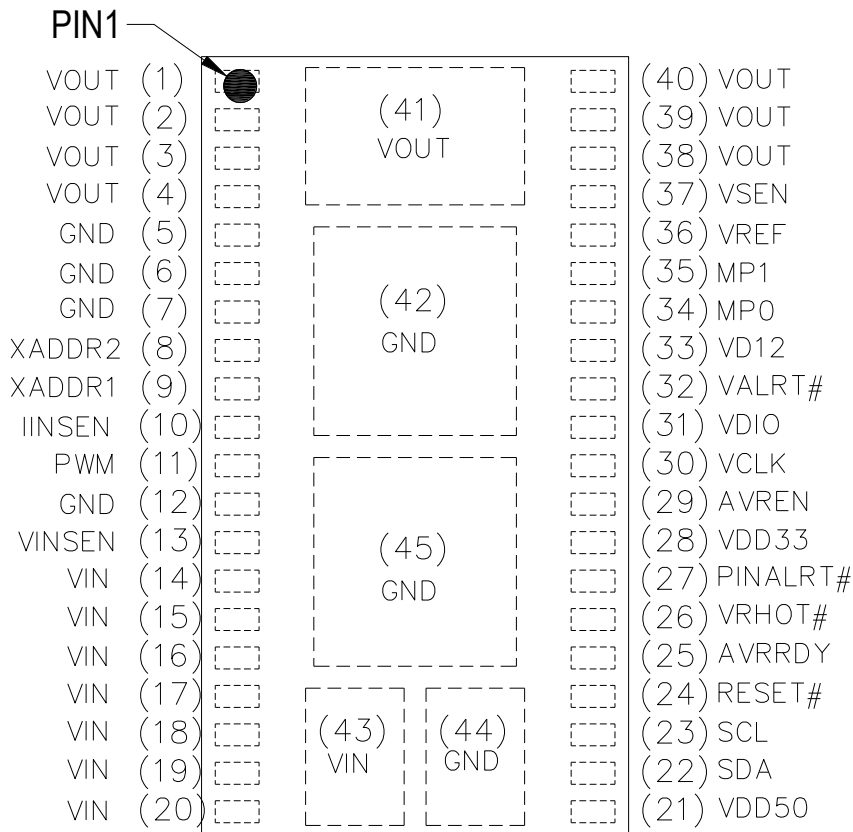 PIN1
VOUT (1)
VOUT (2)
VOUT (3)
VOUT (4)
GND (5)
GND (6)
GND (7)
XADDR2 (8)
XADDR1 (9)
IINSEN (10)
PWM (11)
GND (12)
VINSEN (13)
VIN (14)
VIN (15)
VIN (16)
VIN (17)
VIN (18)
VIN (19)
VIN (20)
(41)
VOUT
(42)
GND
(45)
GND
(43)
VIN
(44)
GND
(40) VOUT
(39) VOUT
(38) VOUT
(37) VSEN
(36) VREF
(35) MP1
(34) MP0
(33) VD12
(32) VALRT#
(31) VDIO
(30) VCLK
(29) AVREN
(28) VDD33
(27) PINALRT#
(26) VRHOT#
(25) AVRRDY
(24) RESET#
(23) SCL
(22) SDA
(21) VDD50